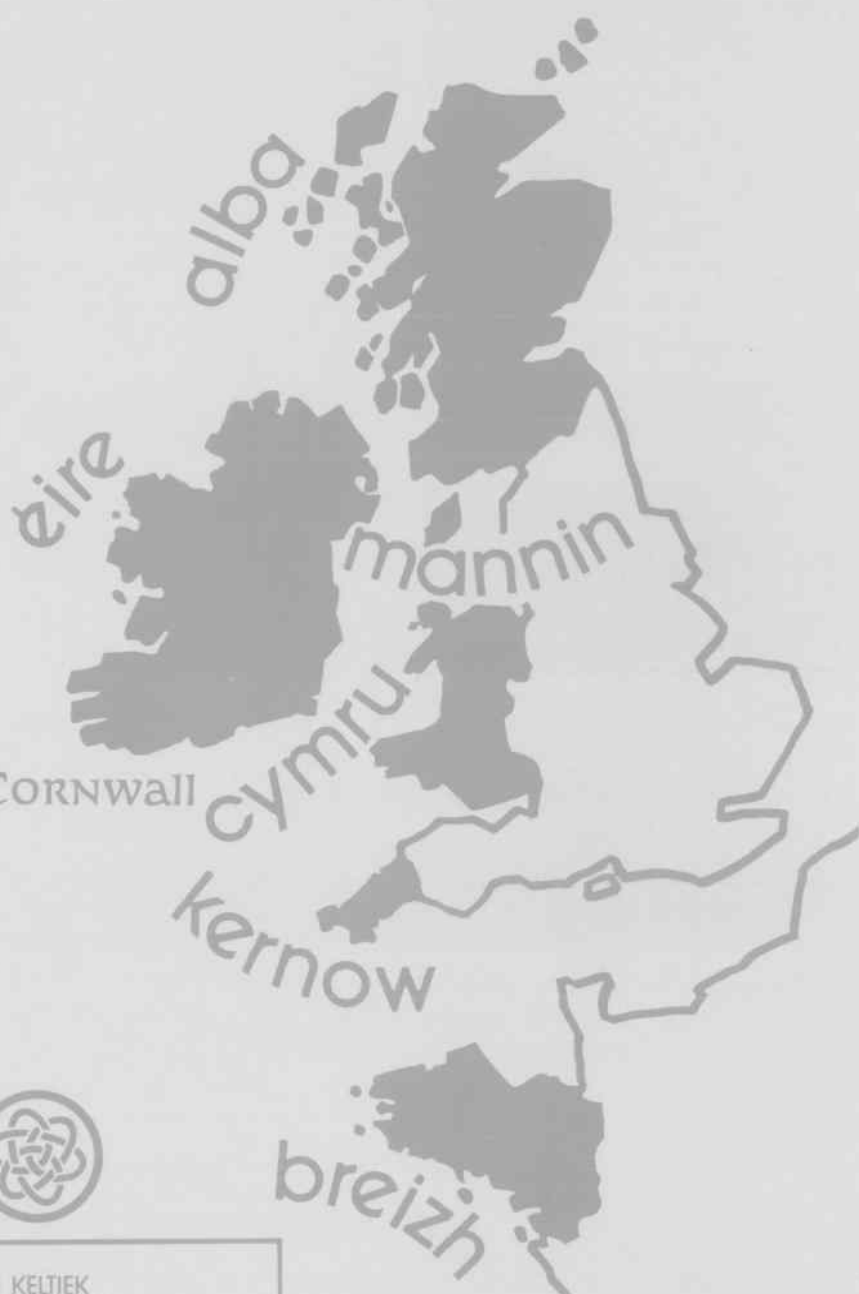 alba
éire
mannin
cymru
CORNWall
kernow
breizh
KELTIEK